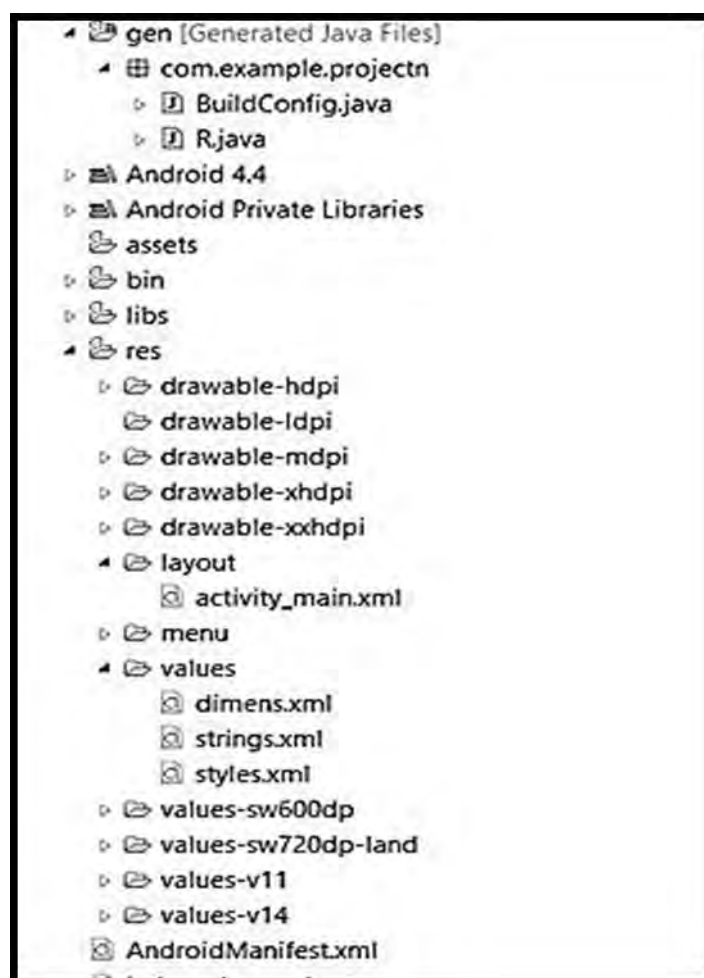 gen [Generated Java Files]
com.example.projectn
BuildConfig.java
R.java
Android 4.4
Android Private Libraries
assets
bin
libs
res
drawable-hdpi
drawable-ldpi
drawable-mdpi
drawable-xhdpi
drawable-xxhdpi
layout
activity_main.xml
menu
values
dimens.xml
strings.xml
styles.xml
values-sw600dp
values-sw720dp-land
values-v11
values-v14
AndroidManifest.xml